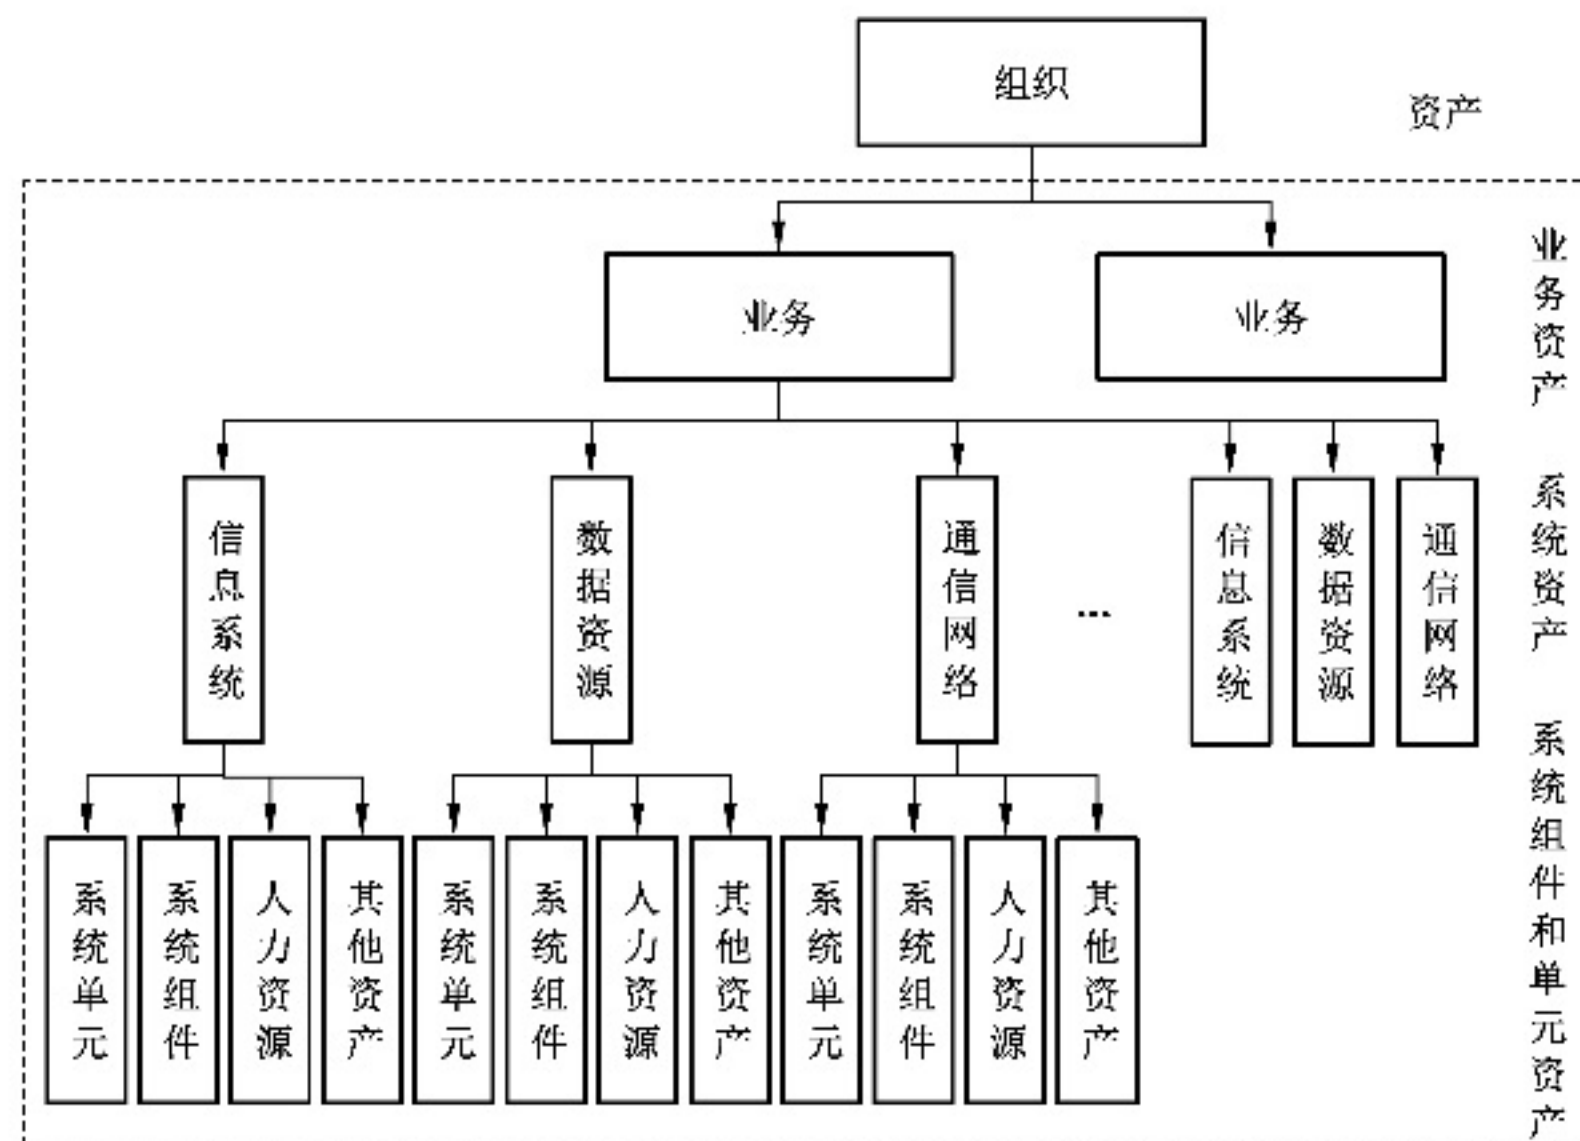 组织
资产
业务
业务
业务资产
信息系统
数据资源
通信网络
...
信息系统
数据资源
通信网络
系统资产
系统单元
系统组件
人力资源
其他资产
系统单元
系统组件
人力资源
其他资产
系统单元
系统组件
人力资源
其他资产
系统组件和单元资产